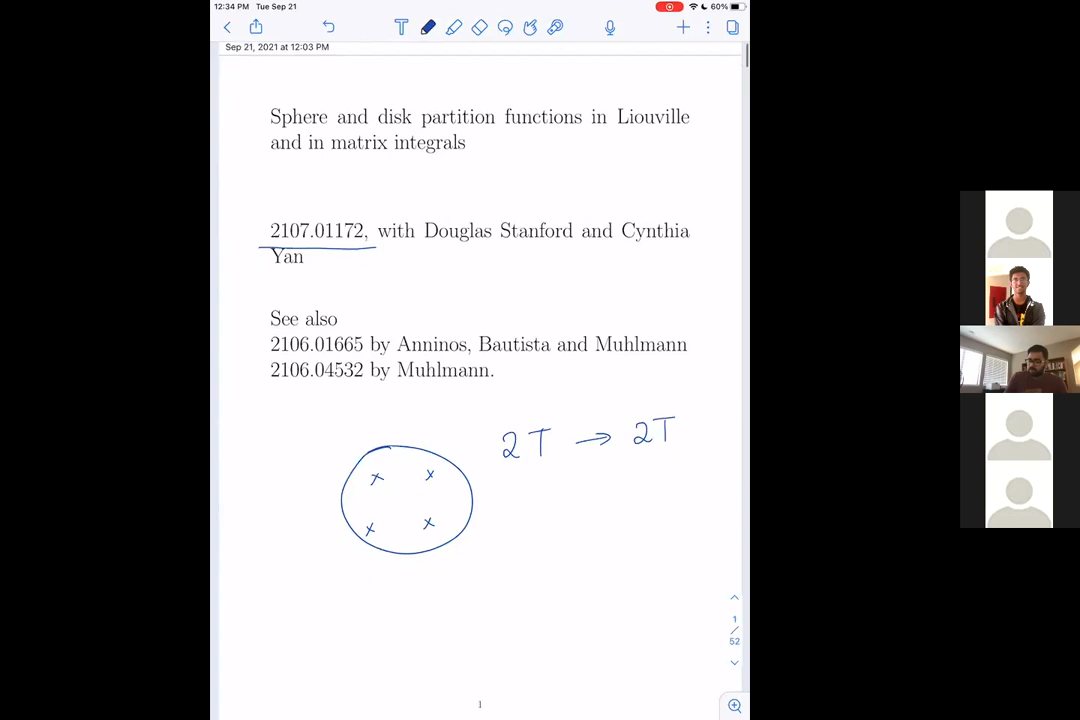 12:34 PM Tue Sep 21
60%
T
Sep 21, 2021 at 12:03 PM
Sphere and disk partition functions in Liouville
and in matrix integrals
2107.01172, with Douglas Stanford and Cynthia
Yan
See also
2106.01665 by Anninos, Bautista and Muhlmann
2106.04532 by Muhlmann.
2T → 2T
x x
x x
1
/
52
1